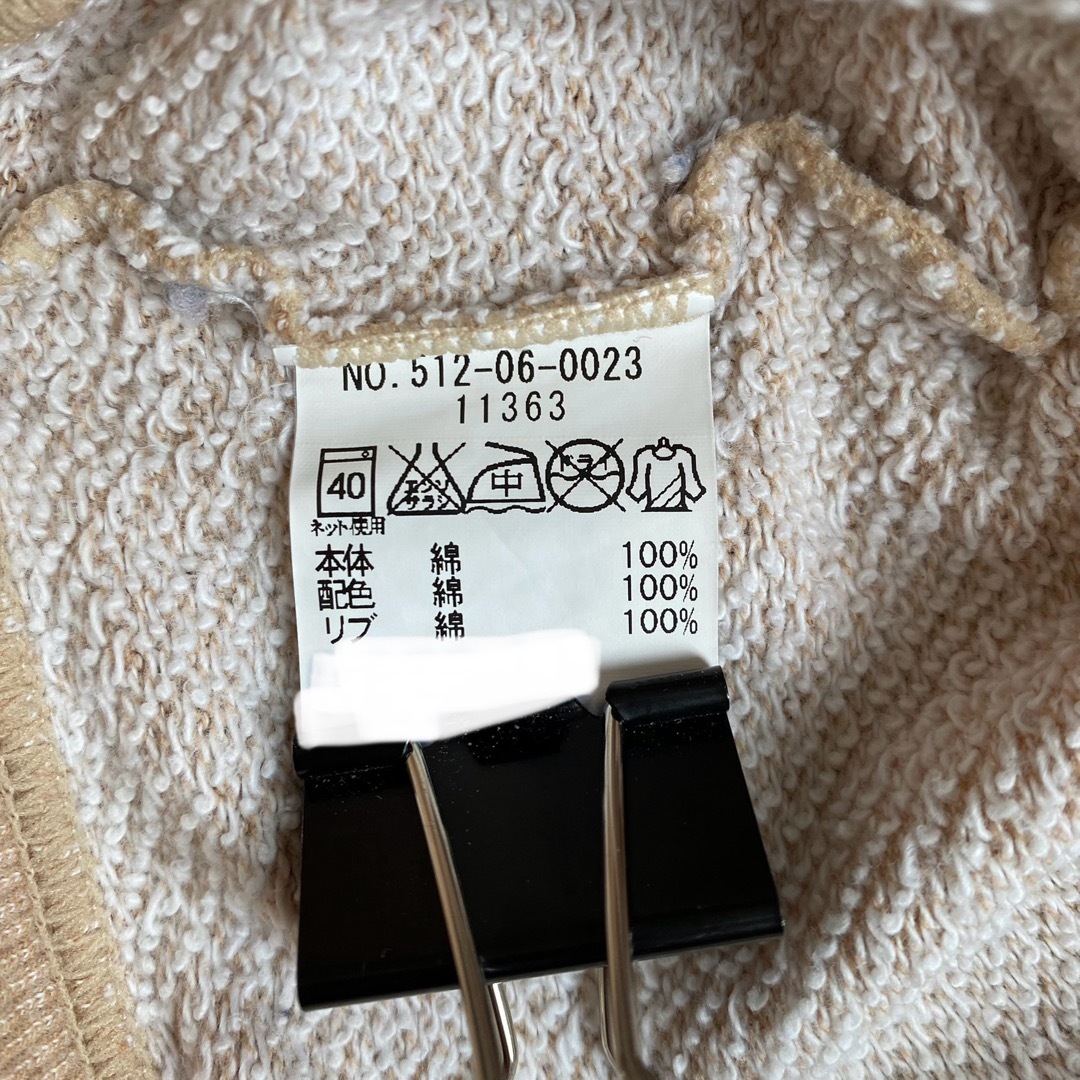 NO. 512-06-0023
11363
40 エンソサラシ 中 ドライ
ネット使用
本体 綿 100%
配色 綿 100%
リブ 綿 100%